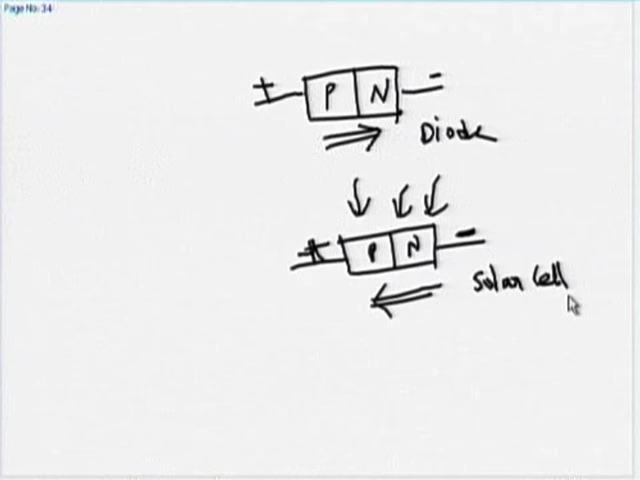 Page No: 34
+ P N -
Diode
+ P N -
Solar Cell